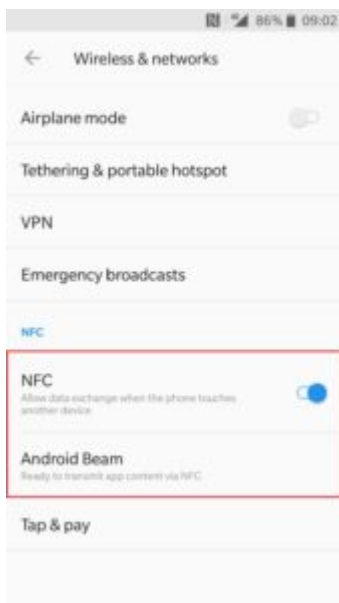 86% 09:02
Wireless & networks
Airplane mode
Tethering & portable hotspot
VPN
Emergency broadcasts
NFC
NFC
Allow data exchange when the phone touches
another device
Android Beam
Ready to transmit app content via NFC
Tap & pay